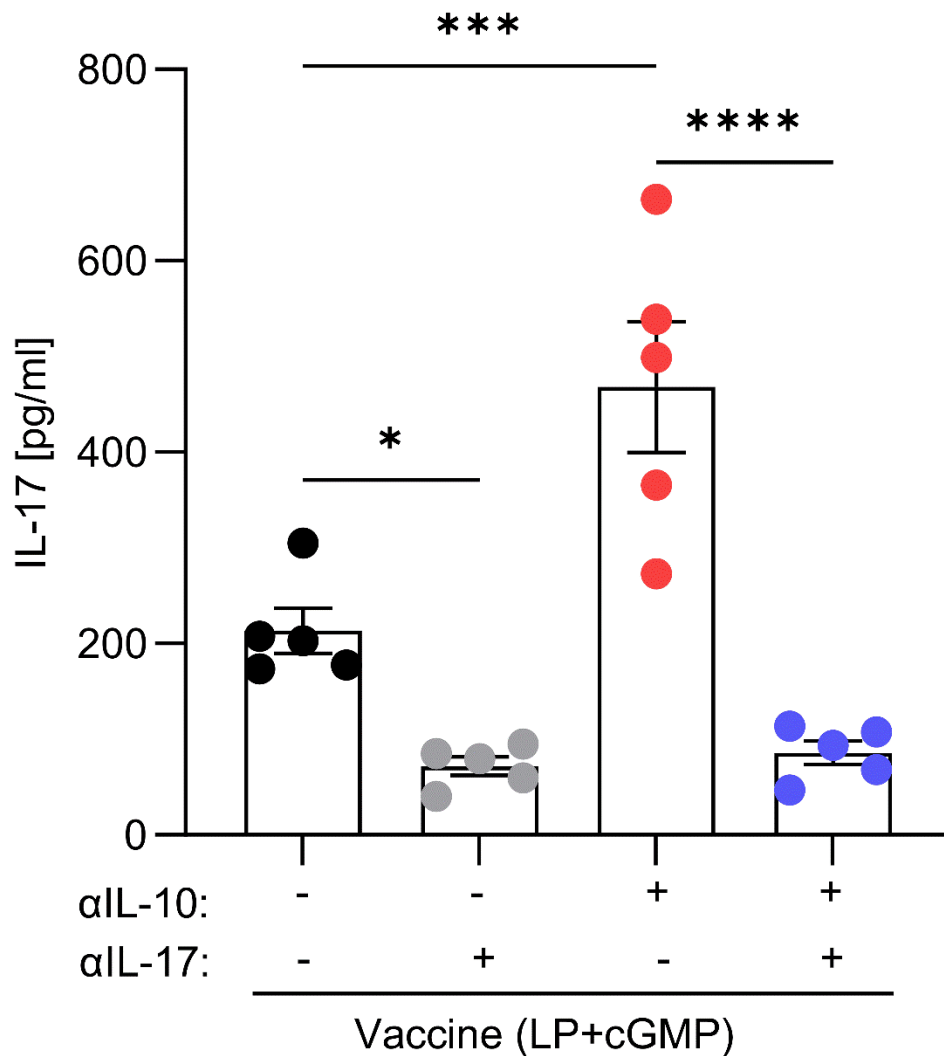 ***
800
****
600
IL-17 [pg/ml]
400
*
200
0
αIL-10: - - + +
αIL-17: - + - +
Vaccine (LP+cGMP)